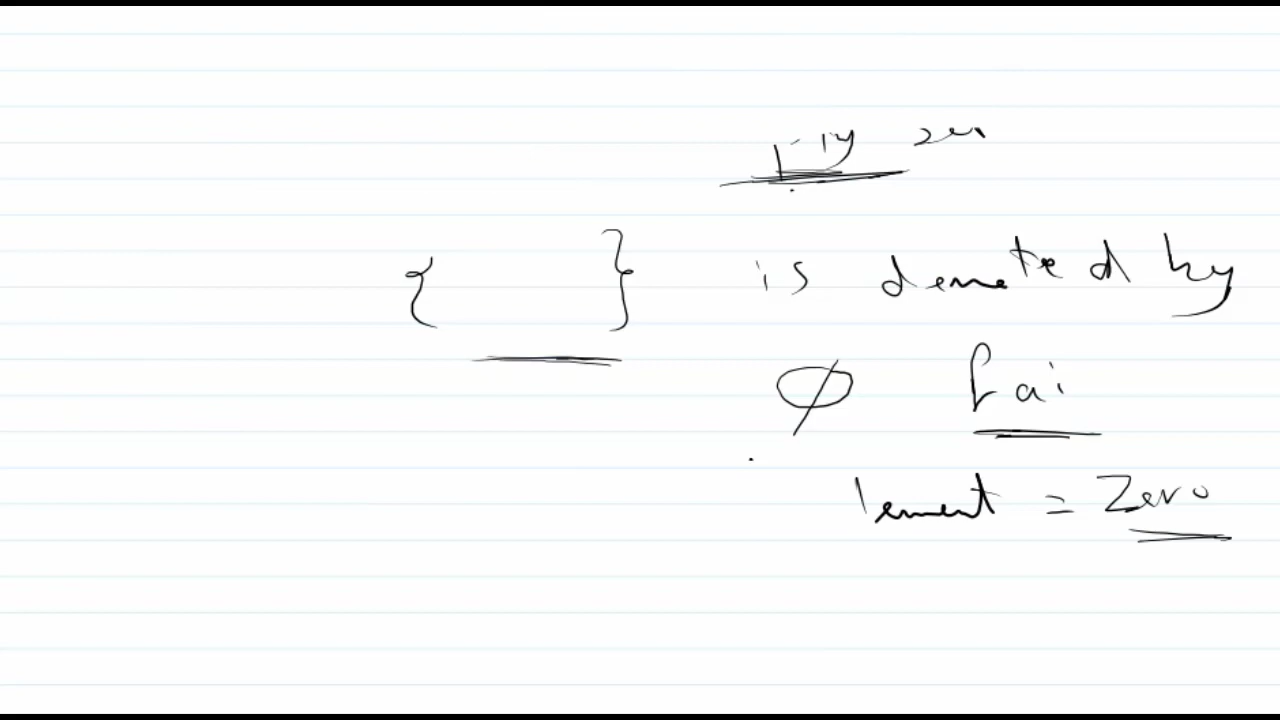 { } is denoted by
∅ fai
lement = Zero